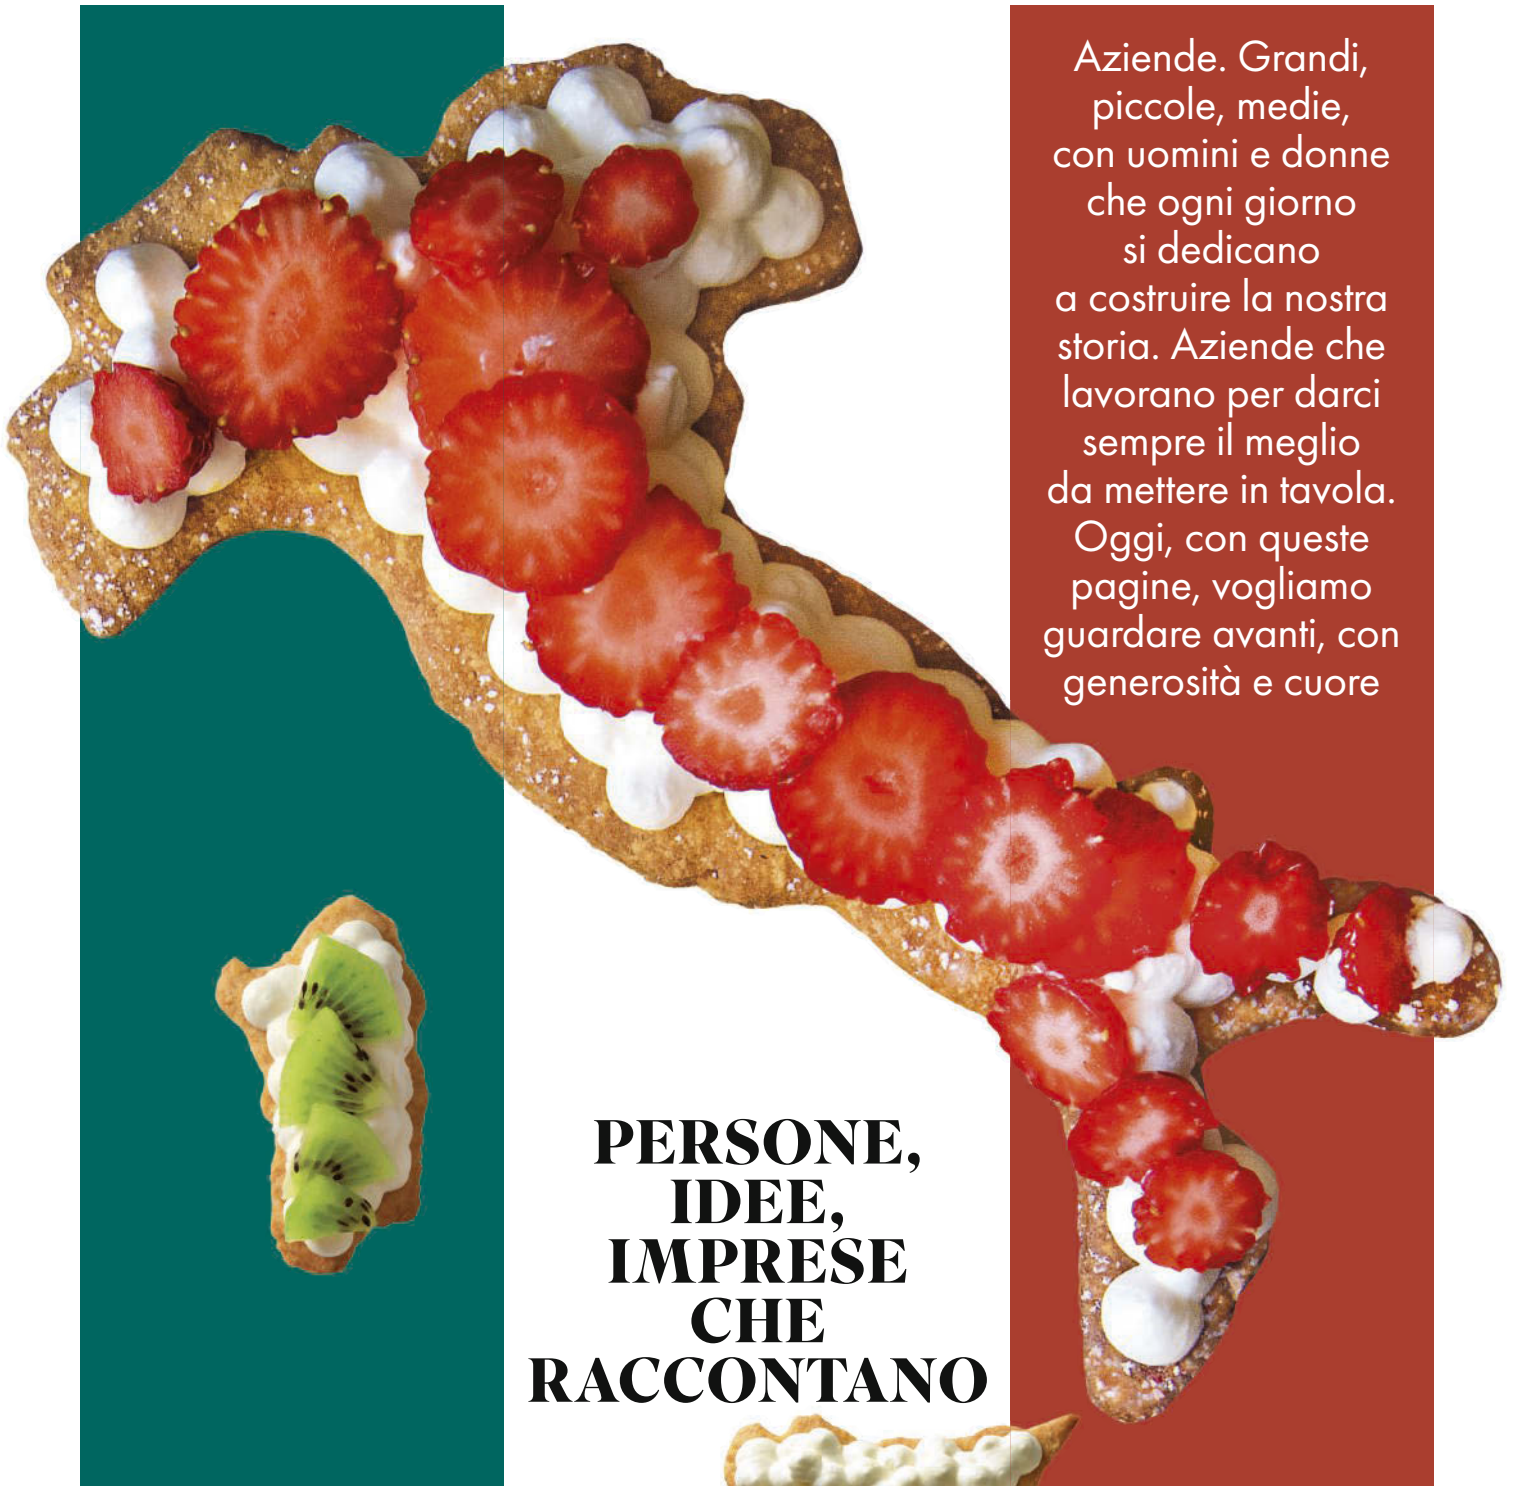 Aziende. Grandi,
piccole, medie,
con uomini e donne
che ogni giorno
si dedicano
a costruire la nostra
storia. Aziende che
lavorano per darci
sempre il meglio
da mettere in tavola.
Oggi, con queste
pagine, vogliamo
guardare avanti, con
generosità e cuore
PERSONE,
IDEE,
IMPRESE
CHE
RACCONTANO